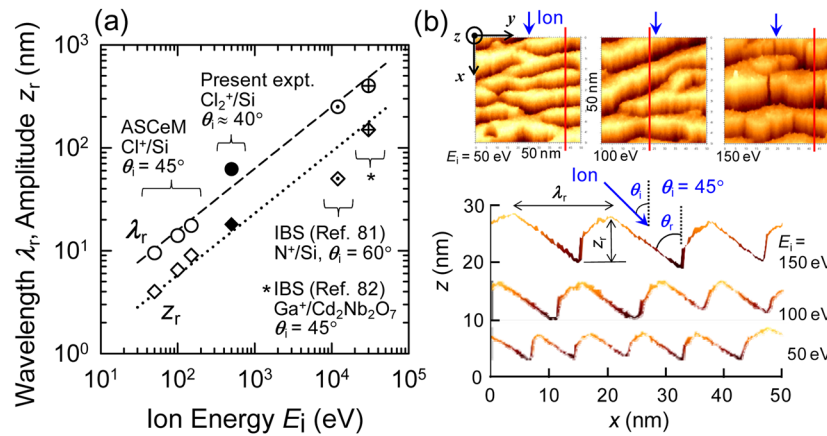 (a)
Wavelength λr, Amplitude zr (nm)
10³
10²
10¹
10⁰
10¹
10²
10³
10⁴
10⁵
Ion Energy Ei (eV)
Present expt.
Cl₂⁺/Si
θi ≈ 40°
ASCeM
Cl⁺/Si
θi = 45°
λr
zr
*
IBS (Ref. 81)
N⁺/Si, θi = 60°
* IBS (Ref. 82)
Ga⁺/Cd₂Nb₂O₇
θi = 45°
(b)
Ion
z
y
x
50 nm
Ei = 50 eV
50 nm
100 eV
150 eV
Ion
θi
θi = 45°
λr
θr
zr
Ei =
150 eV
100 eV
50 eV
z (nm)
30
20
10
0
0
10
20
30
40
50
x (nm)